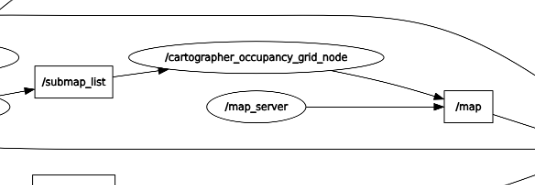 /cartographer_occupancy_grid_node
/submap_list
/map_server
/map